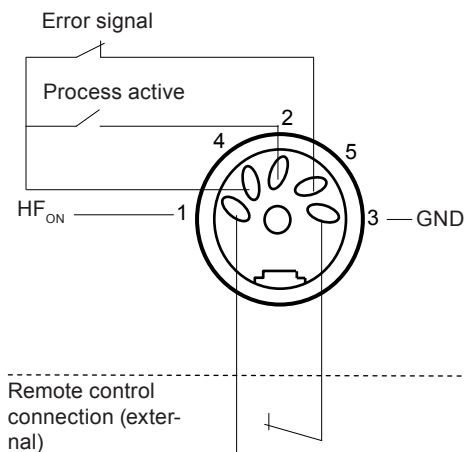 Error signal
Process active
2
4
5
HF_ON
1
3
GND
Remote control
connection (exter-
nal)